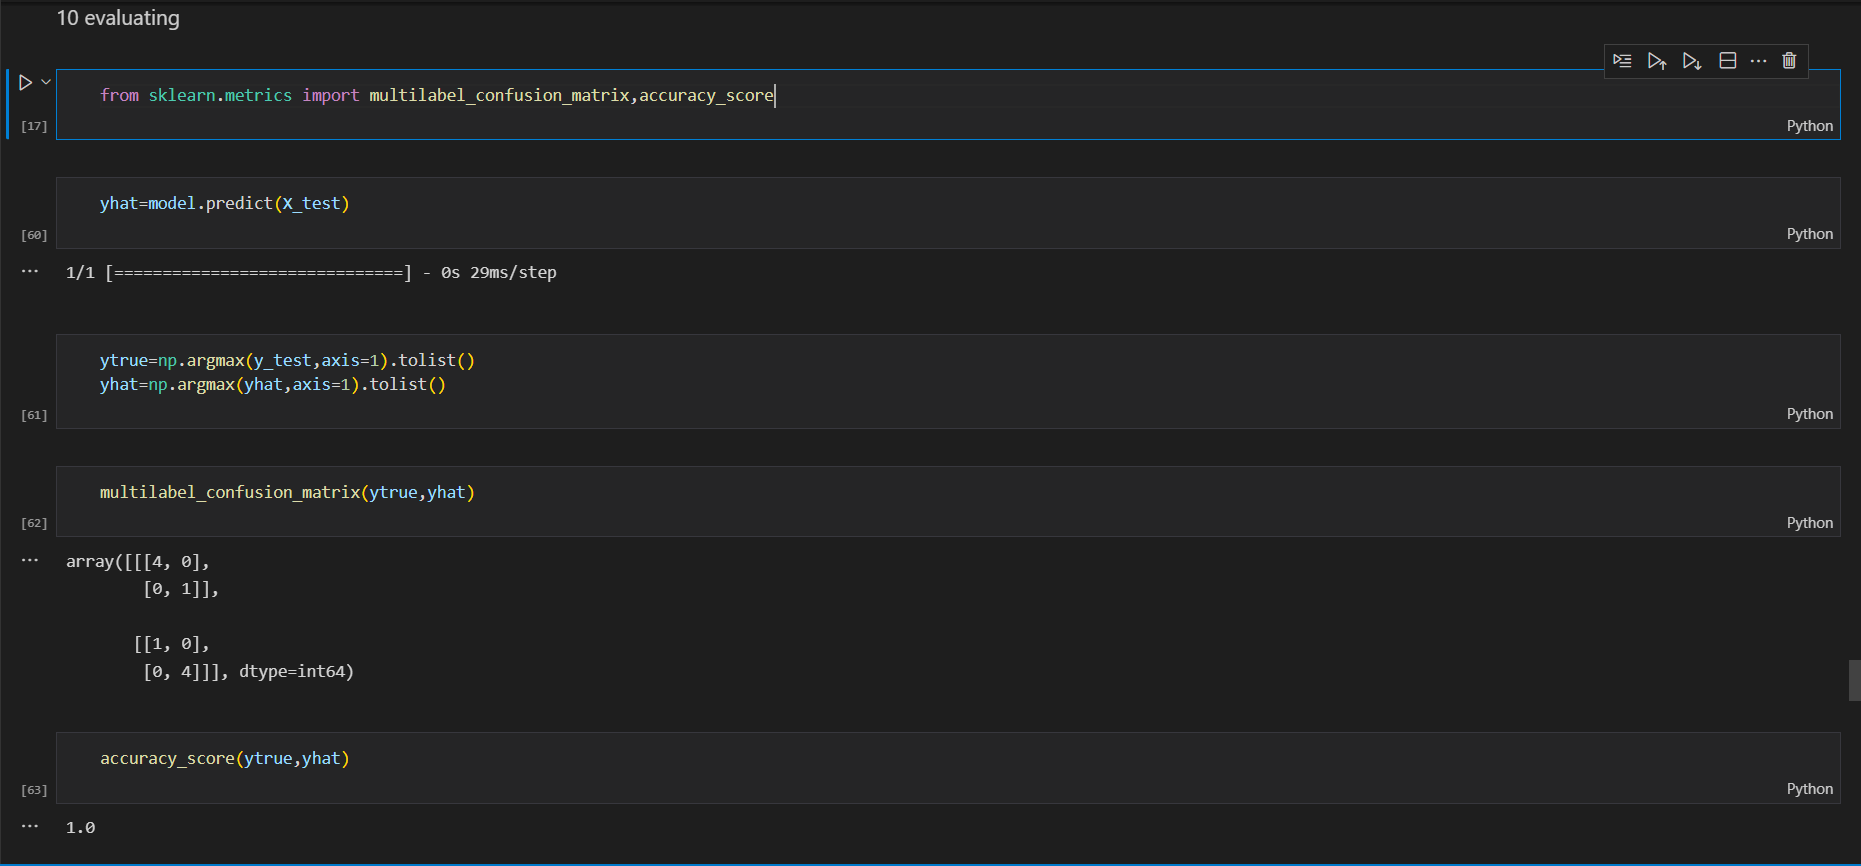 10 evaluating
from sklearn.metrics import multilabel_confusion_matrix,accuracy_score
[17]
Python
yhat=model.predict(X_test)
[60]
Python
1/1 [==============================] - 0s 29ms/step
ytrue=np.argmax(y_test,axis=1).tolist()
yhat=np.argmax(yhat,axis=1).tolist()
[61]
Python
multilabel_confusion_matrix(ytrue,yhat)
[62]
Python
array([[[4, 0],
        [0, 1]],
       [[1, 0],
        [0, 4]]], dtype=int64)
accuracy_score(ytrue,yhat)
[63]
Python
1.0